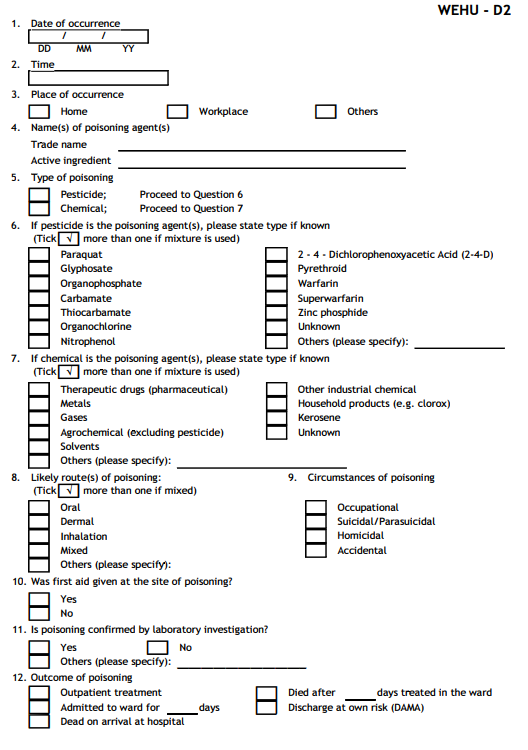 WEHU - D2
1. Date of occurrence
/ /
DD MM YY
2. Time
3. Place of occurrence
Home Workplace Others
4. Name(s) of poisoning agent(s)
Trade name
Active ingredient
5. Type of poisoning
Pesticide; Proceed to Question 6
Chemical; Proceed to Question 7
6. If pesticide is the poisoning agent(s), please state type if known
(Tick √ more than one if mixture is used)
Paraquat 2 - 4 - Dichlorophenoxyacetic Acid (2-4-D)
Glyphosate Pyrethroid
Organophosphate Warfarin
Carbamate Superwarfarin
Thiocarbamate Zinc phosphide
Organochlorine Unknown
Nitrophenol Others (please specify):
7. If chemical is the poisoning agent(s), please state type if known
(Tick √ more than one if mixture is used)
Therapeutic drugs (pharmaceutical) Other industrial chemical
Metals Household products (e.g. clorox)
Gases Kerosene
Agrochemical (excluding pesticide) Unknown
Solvents
Others (please specify):
8. Likely route(s) of poisoning: 9. Circumstances of poisoning
(Tick √ more than one if mixed)
Oral Occupational
Dermal Suicidal/Parasuicidal
Inhalation Homicidal
Mixed Accidental
Others (please specify):
10. Was first aid given at the site of poisoning?
Yes
No
11. Is poisoning confirmed by laboratory investigation?
Yes No
Others (please specify):
12. Outcome of poisoning
Outpatient treatment Died after days treated in the ward
Admitted to ward for days Discharge at own risk (DAMA)
Dead on arrival at hospital